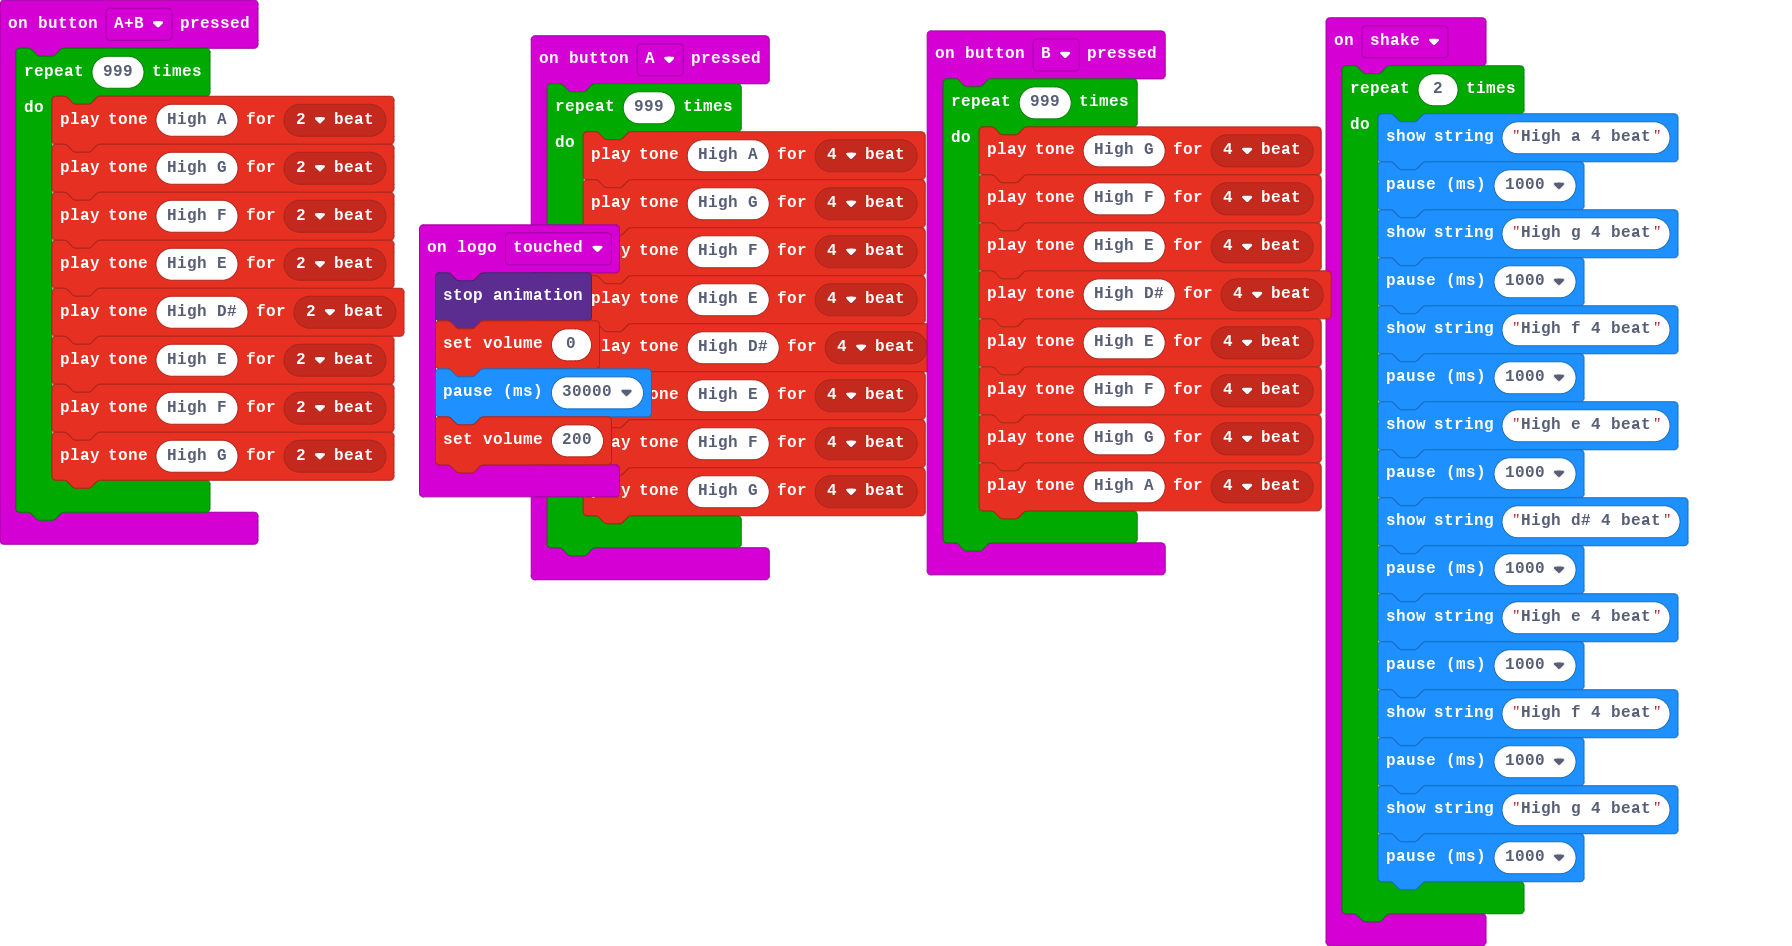 on button A+B pressed
repeat 999 times
do
play tone High A for 2 beat
play tone High G for 2 beat
play tone High F for 2 beat
play tone High E for 2 beat
play tone High D# for 2 beat
play tone High E for 2 beat
play tone High F for 2 beat
play tone High G for 2 beat
on logo touched
stop animation
set volume 0
pause (ms) 30000
set volume 200
on button A pressed
repeat 999 times
do
play tone High A for 4 beat
play tone High G for 4 beat
y tone High F for 4 beat
play tone High E for 4 beat
lay tone High D# for 4 beat
one High E for 4 beat
ay tone High F for 4 beat
y tone High G for 4 beat
on button B pressed
repeat 999 times
do
play tone High G for 4 beat
play tone High F for 4 beat
play tone High E for 4 beat
play tone High D# for 4 beat
play tone High E for 4 beat
play tone High F for 4 beat
play tone High G for 4 beat
play tone High A for 4 beat
on shake
repeat 2 times
do
show string "High a 4 beat"
pause (ms) 1000
show string "High g 4 beat"
pause (ms) 1000
show string "High f 4 beat"
pause (ms) 1000
show string "High e 4 beat"
pause (ms) 1000
show string "High d# 4 beat"
pause (ms) 1000
show string "High e 4 beat"
pause (ms) 1000
show string "High f 4 beat"
pause (ms) 1000
show string "High g 4 beat"
pause (ms) 1000